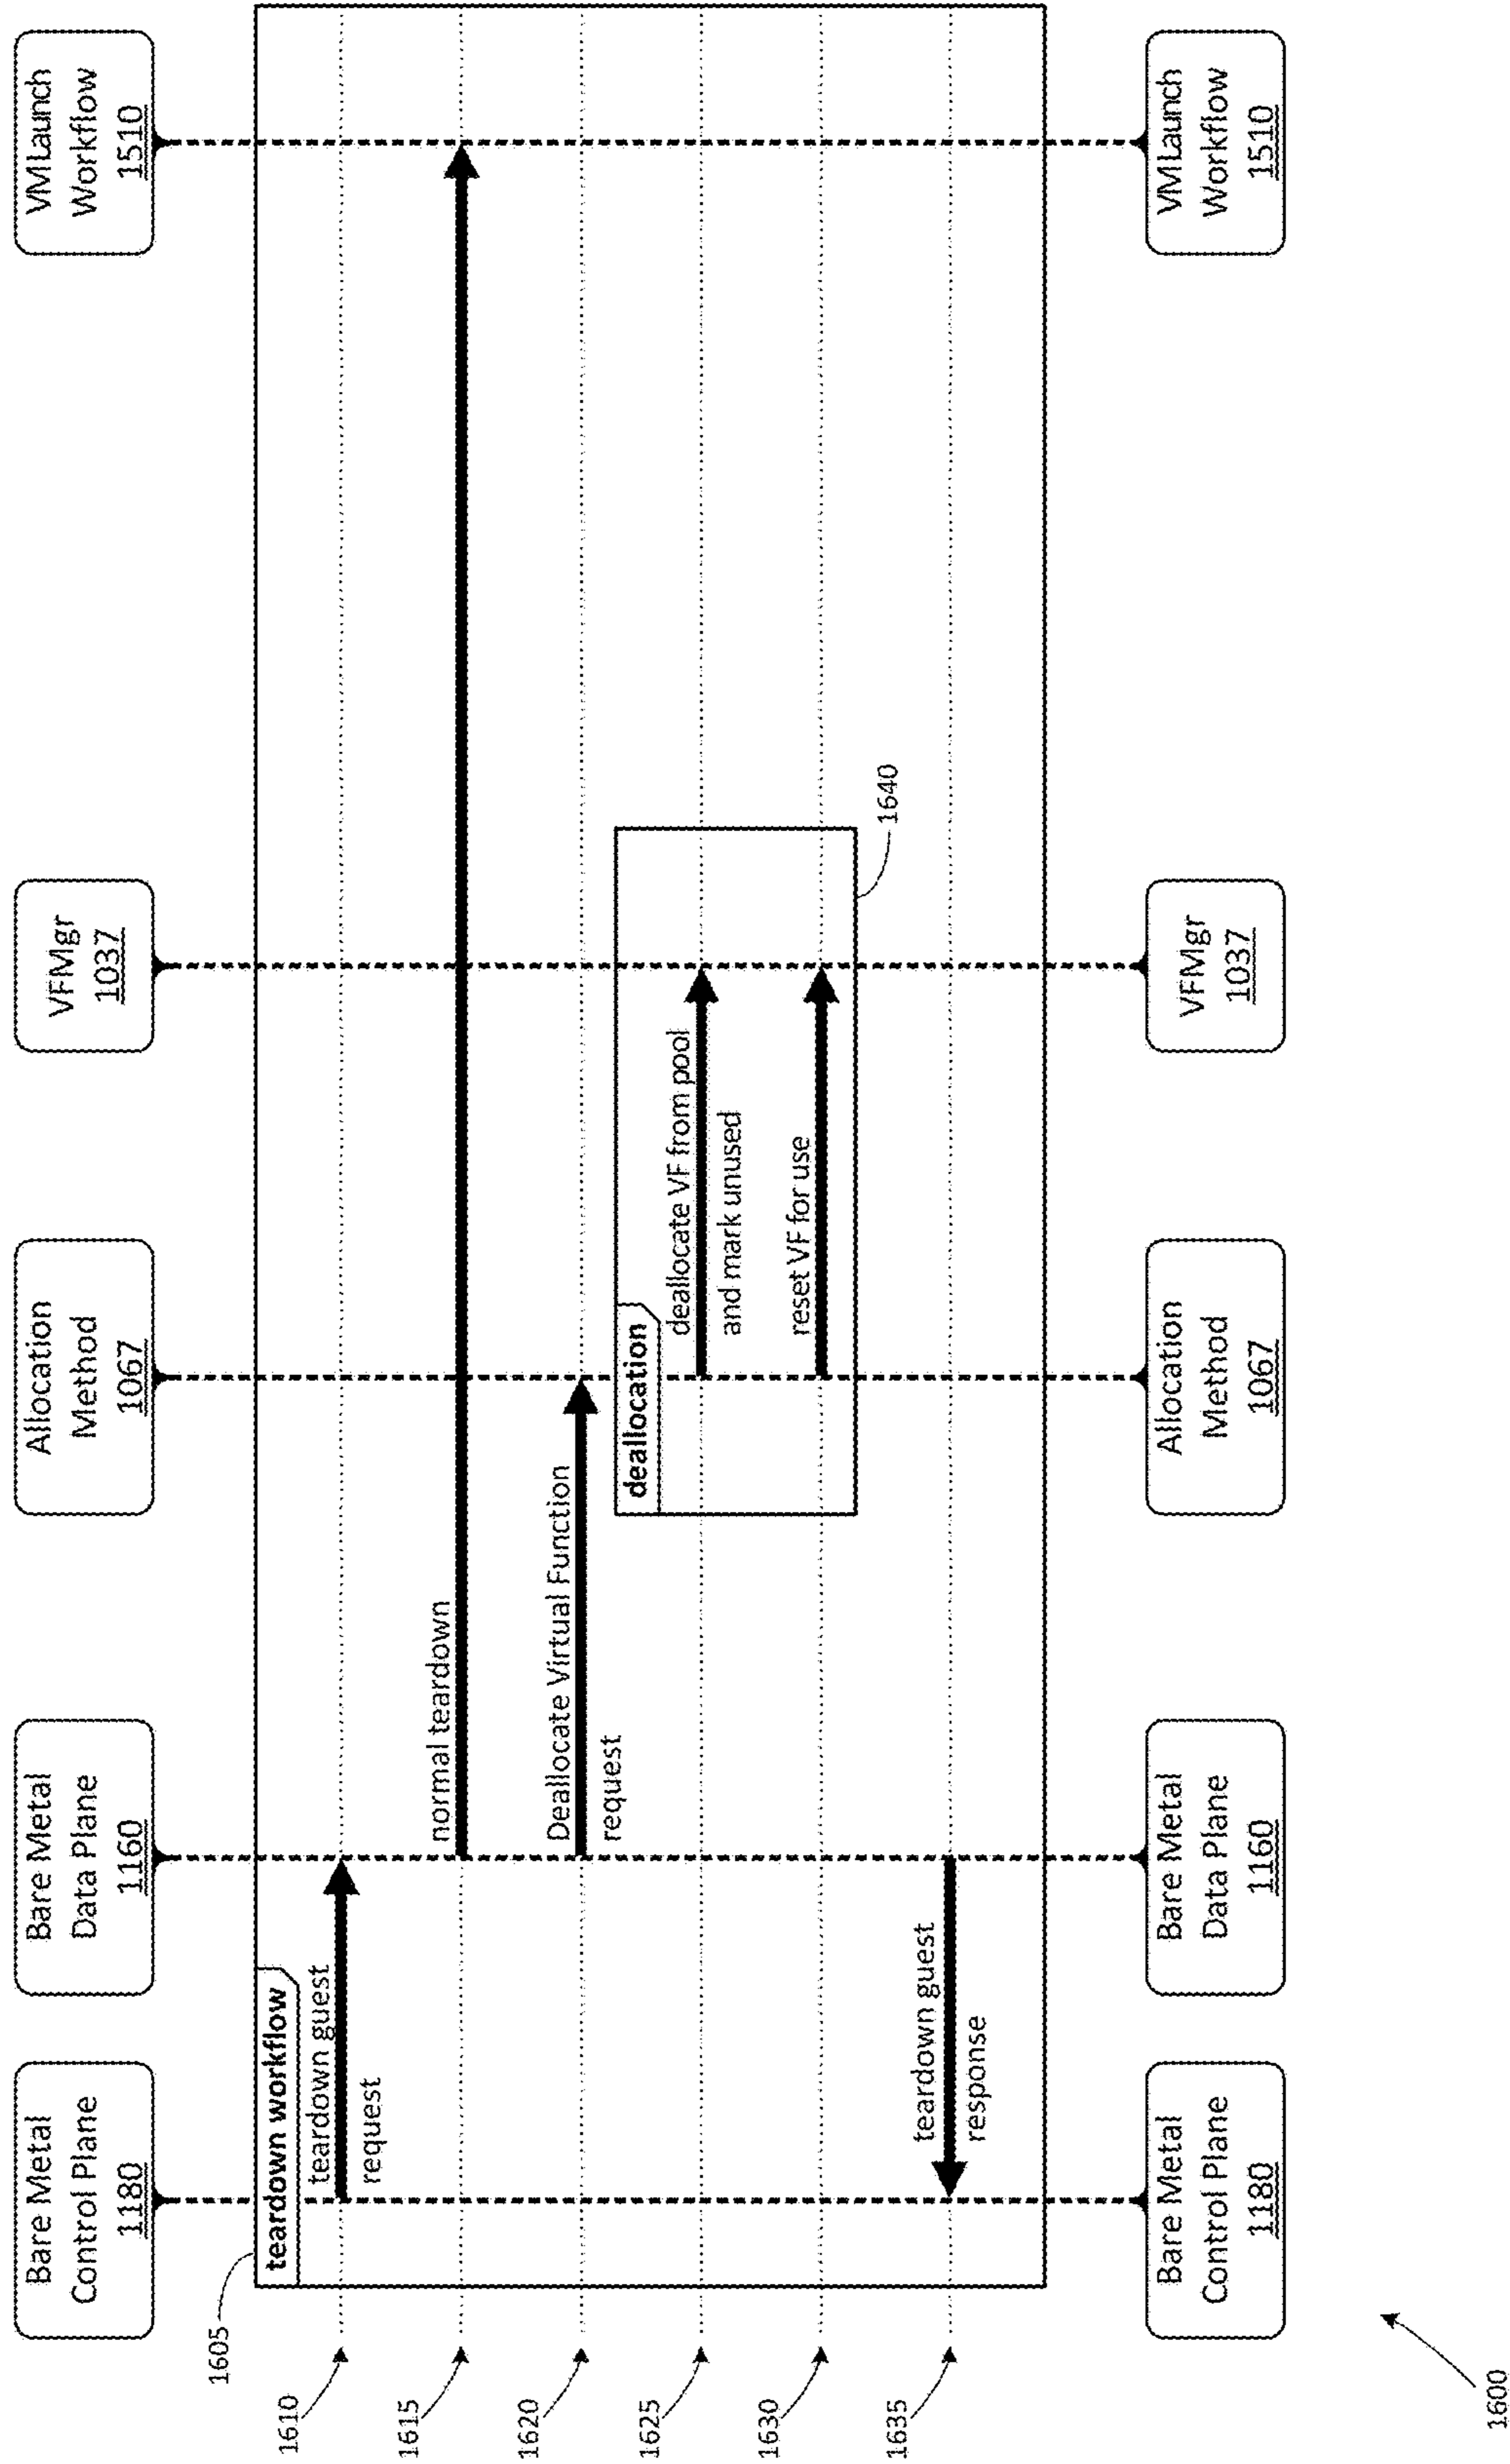 Bare Metal
Control Plane
1180
Bare Metal
Data Plane
1160
Allocation
Method
1067
VFMgr
1037
VMLaunch
Workflow
1510
1605
teardown workflow
1610
teardown guest
request
1615
normal teardown
1620
Deallocate Virtual Function
request
deallocation
1625
deallocate VF from pool
and mark unused
1630
reset VF for use
1640
1635
teardown guest
response
Bare Metal
Control Plane
1180
Bare Metal
Data Plane
1160
Allocation
Method
1067
VFMgr
1037
VMLaunch
Workflow
1510
1600